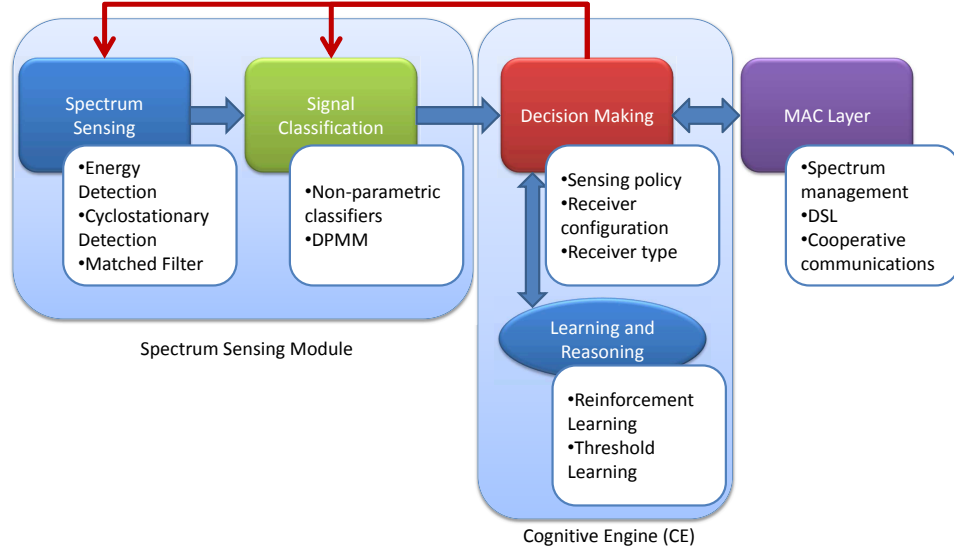 Spectrum
Sensing
•Energy
Detection
•Cyclostationary
Detection
•Matched Filter
Signal
Classification
•Non-parametric
classifiers
•DPMM
Spectrum Sensing Module
Decision Making
•Sensing policy
•Receiver
configuration
•Receiver type
Learning and
Reasoning
•Reinforcement
Learning
•Threshold
Learning
Cognitive Engine (CE)
MAC Layer
•Spectrum
management
•DSL
•Cooperative
communications